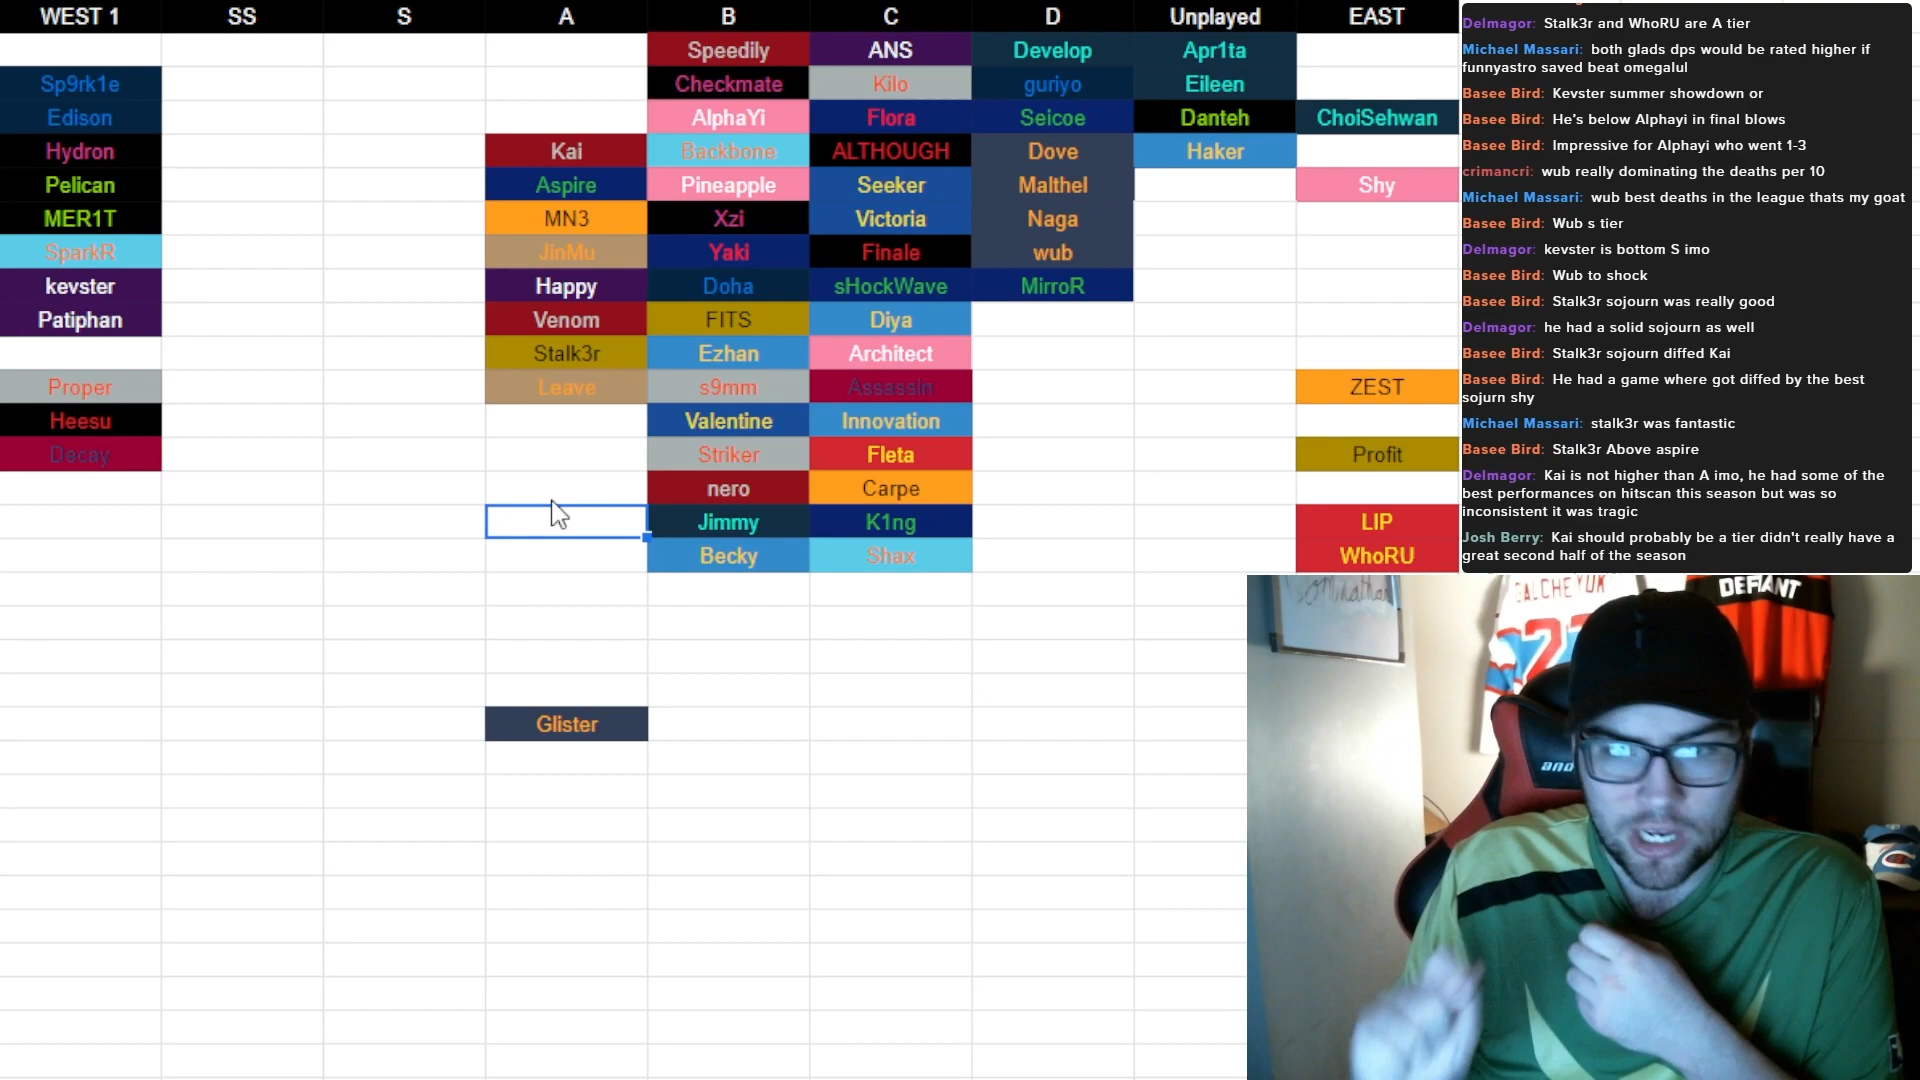 WEST 1 SS S A B C D Unplayed EAST
Speedily ANS Develop Apr1ta
Sp9rk1e Checkmate Kilo guriyo Eileen
Edison AlphaYi Flora Seicoe Danteh ChoiSehwan
Hydron Kai Backbone ALTHOUGH Dove Haker
Pelican Aspire Pineapple Seeker Malthel Shy
MER1T MN3 Xzi Victoria Naga
SparkR JinMu Yaki Finale wub
kevster Happy Doha sHockWave MirroR
Patiphan Venom FITS Diya
Stalk3r Ezhan Architect
Proper Leave s9mm Assassin ZEST
Heesu Valentine Innovation
Decay Striker Fleta Profit
nero Carpe
Jimmy K1ng LIP
Becky Shax WhoRU
Glister
Delmagor: Stalk3r and WhoRU are A tier
Michael Massari: both glads dps would be rated higher if
funnyastro saved beat omegalul
Basee Bird: Kevster summer showdown or
Basee Bird: He's below Alphayi in final blows
Basee Bird: Impressive for Alphayi who went 1-3
crimancri: wub really dominating the deaths per 10
Michael Massari: wub best deaths in the league thats my goat
Basee Bird: Wub s tier
Delmagor: kevster is bottom S imo
Basee Bird: Wub to shock
Basee Bird: Stalk3r sojourn was really good
Delmagor: he had a solid sojourn as well
Basee Bird: Stalk3r sojourn diffed Kai
Basee Bird: He had a game where got diffed by the best
sojurn shy
Michael Massari: stalk3r was fantastic
Basee Bird: Stalk3r Above aspire
Delmagor: Kai is not higher than A imo, he had some of the
best performances on hitscan this season but was so
inconsistent it was tragic
Josh Berry: Kai should probably be a tier didn't really have a
great second half of the season
DEFIANT